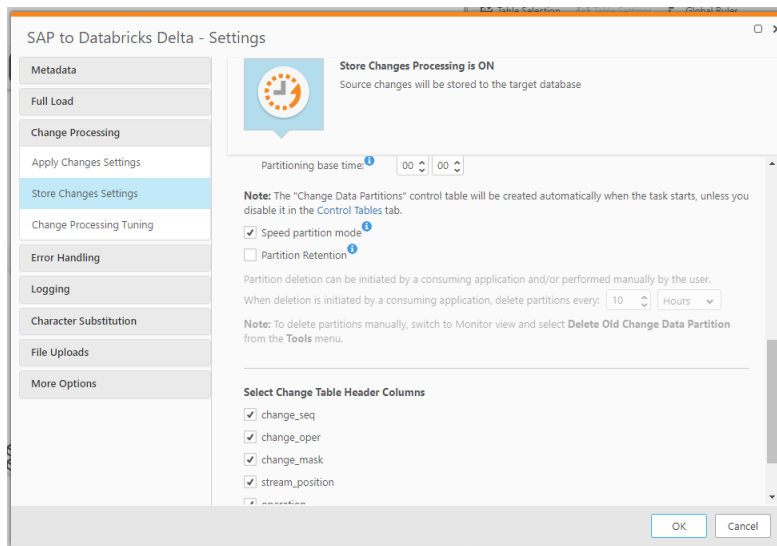 Table Selection
Table Settings
Global Rules
SAP to Databricks Delta - Settings
Metadata
Full Load
Change Processing
Apply Changes Settings
Store Changes Settings
Change Processing Tuning
Error Handling
Logging
Character Substitution
File Uploads
More Options
Store Changes Processing is ON
Source changes will be stored to the target database
Partitioning base time: 00 00
Note: The "Change Data Partitions" control table will be created automatically when the task starts, unless you
disable it in the Control Tables tab.
Speed partition mode
Partition Retention
Partition deletion can be initiated by a consuming application and/or performed manually by the user.
When deletion is initiated by a consuming application, delete partitions every: 10 Hours
Note: To delete partitions manually, switch to Monitor view and select Delete Old Change Data Partition
from the Tools menu.
Select Change Table Header Columns
change_seq
change_oper
change_mask
stream_position
operation
OK
Cancel